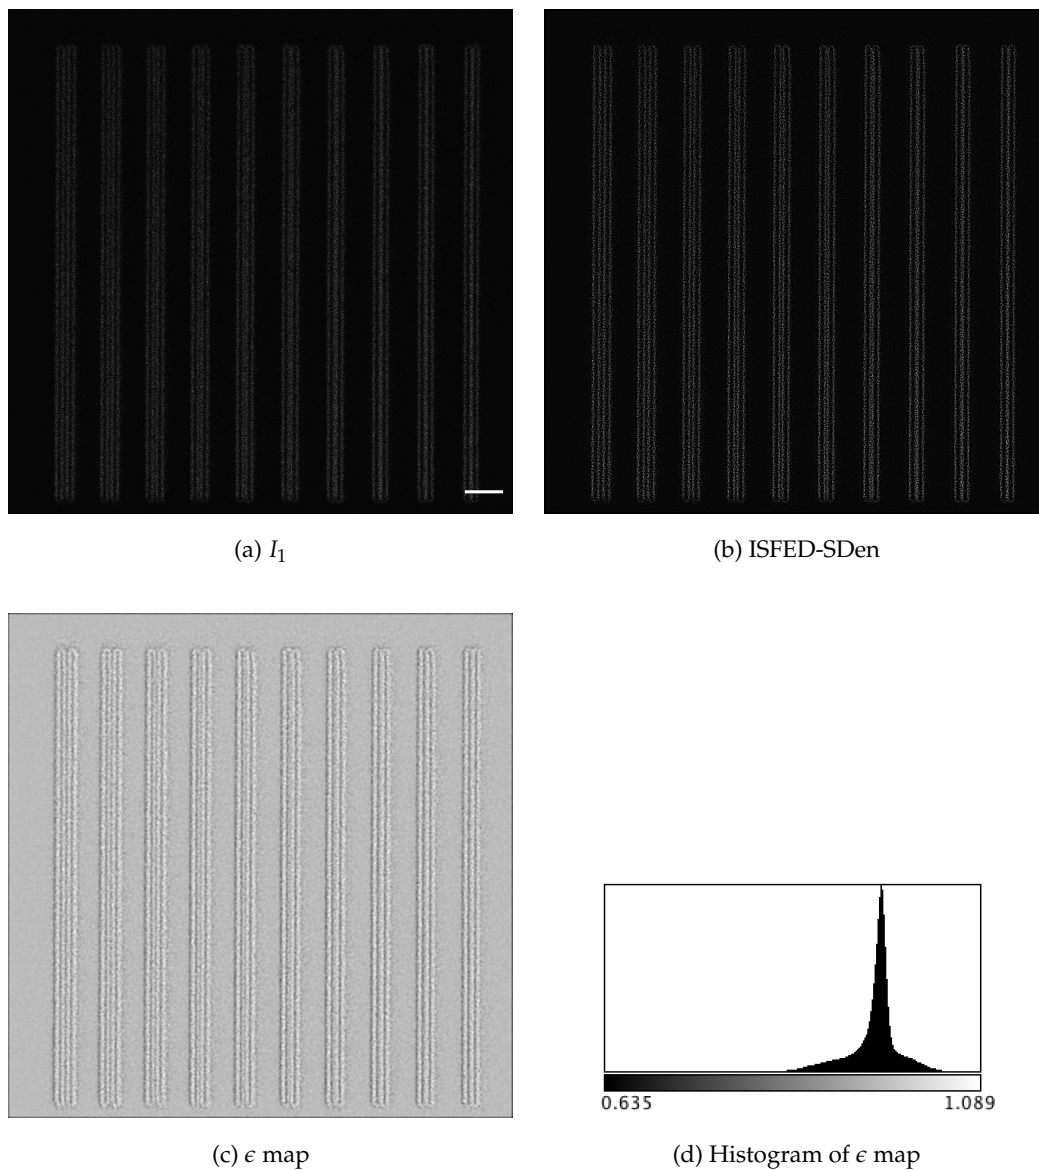 (a) I₁
(b) ISFED-SDen
(c) ϵ map
0.635 1.089
(d) Histogram of ϵ map